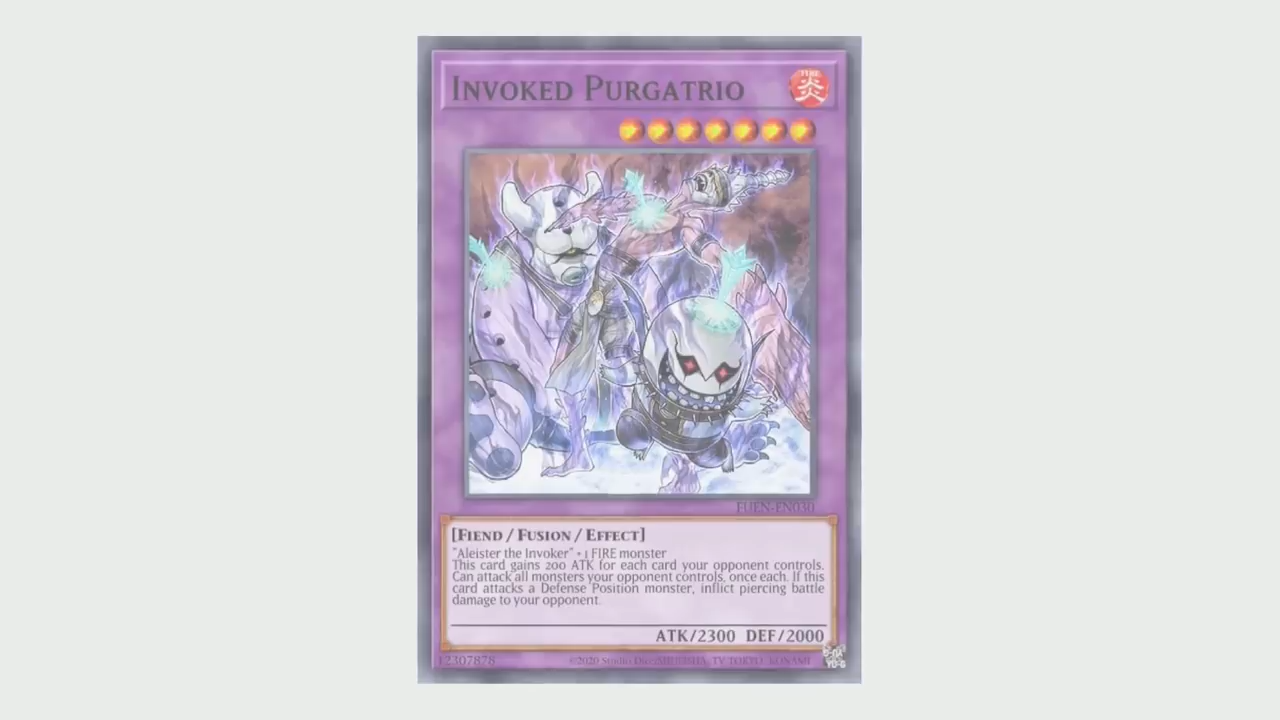 INVOKED PURGATRIO
FIRE
炎
FUEN-EN030
[FIEND / FUSION / EFFECT]
"Aleister the Invoker" + 1 FIRE monster
This card gains 200 ATK for each card your opponent controls.
Can attack all monsters your opponent controls, once each. If this
card attacks a Defense Position monster, inflict piercing battle
damage to your opponent.
ATK/2300 DEF/2000
12307878
©2020 Studio Dice/SHUEISHA, TV TOKYO, KONAMI